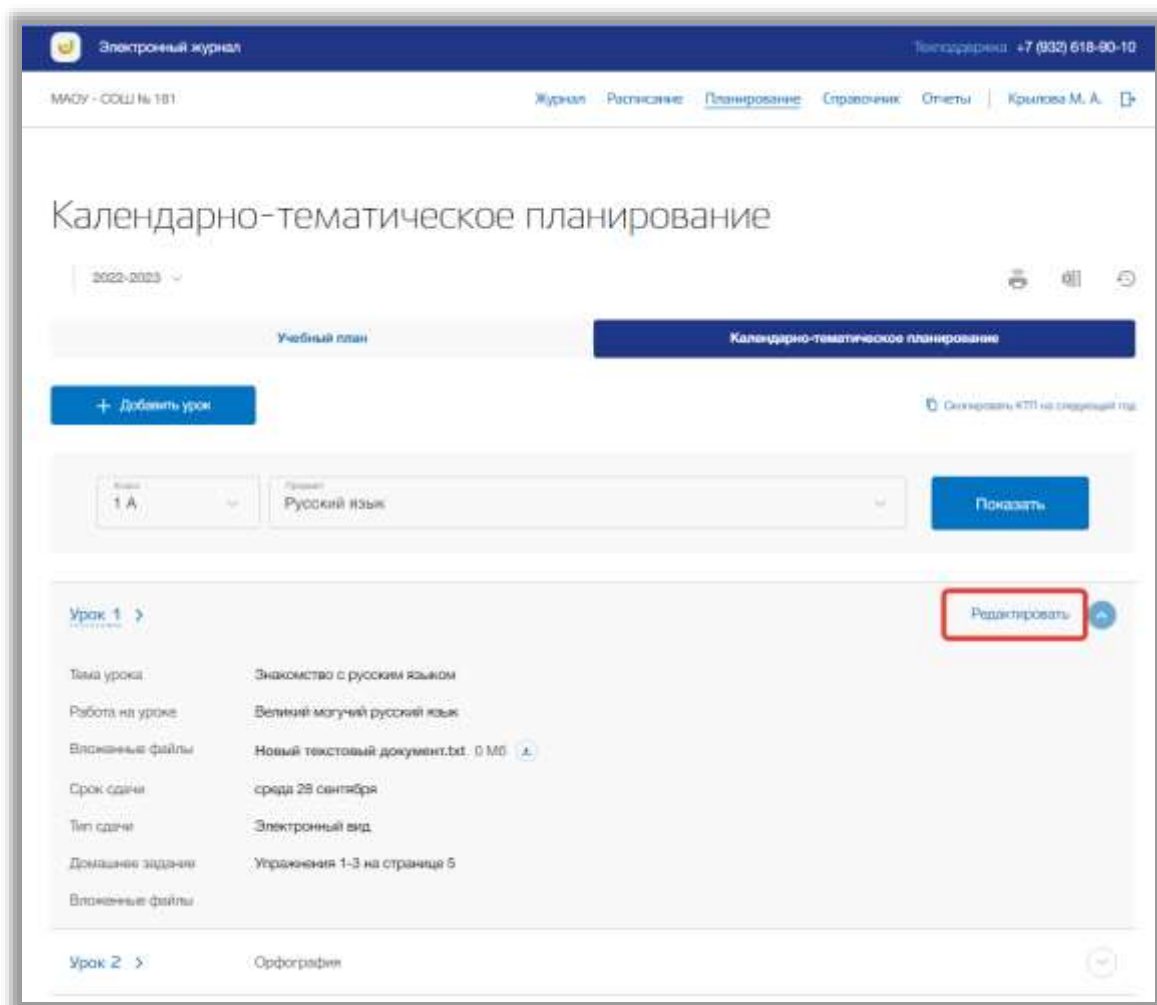 Электронный журнал Техподдержка +7 (932) 618-90-10
МАОУ - СОШ № 181 Журнал Расписание Планирование Справочник Отчеты Крылова М. А.
Календарно-тематическое планирование
2022-2023
Учебный план Календарно-тематическое планирование
+ Добавить урок Скопировать КТП на следующий год
Класс Предмет
1 А Русский язык Показать
Урок 1 Редактировать
Тема урока Знакомство с русским языком
Работа на уроке Великий могучий русский язык
Вложенные файлы Новый текстовый документ.txt 0 Мб
Срок сдачи среда 28 сентября
Тип сдачи Электронный вид
Домашнее задание Упражнения 1-3 на странице 5
Вложенные файлы
Урок 2 Орфография